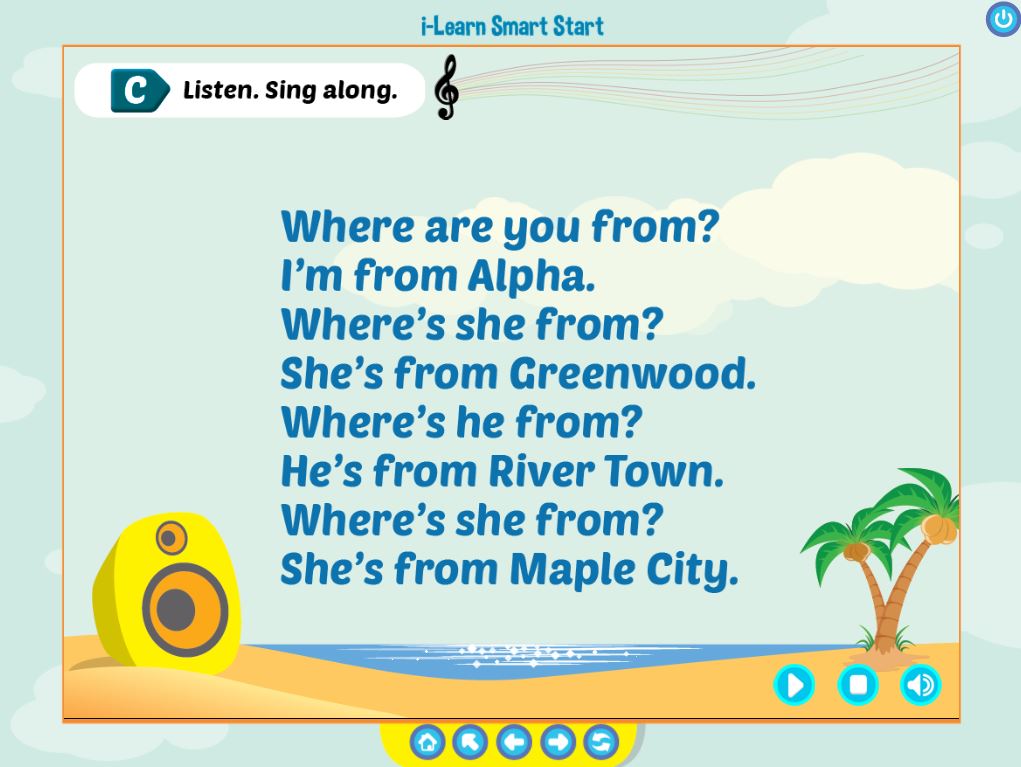 i-Learn Smart Start
C Listen. Sing along.
Where are you from?
I'm from Alpha.
Where's she from?
She's from Greenwood.
Where's he from?
He's from River Town.
Where's she from?
She's from Maple City.